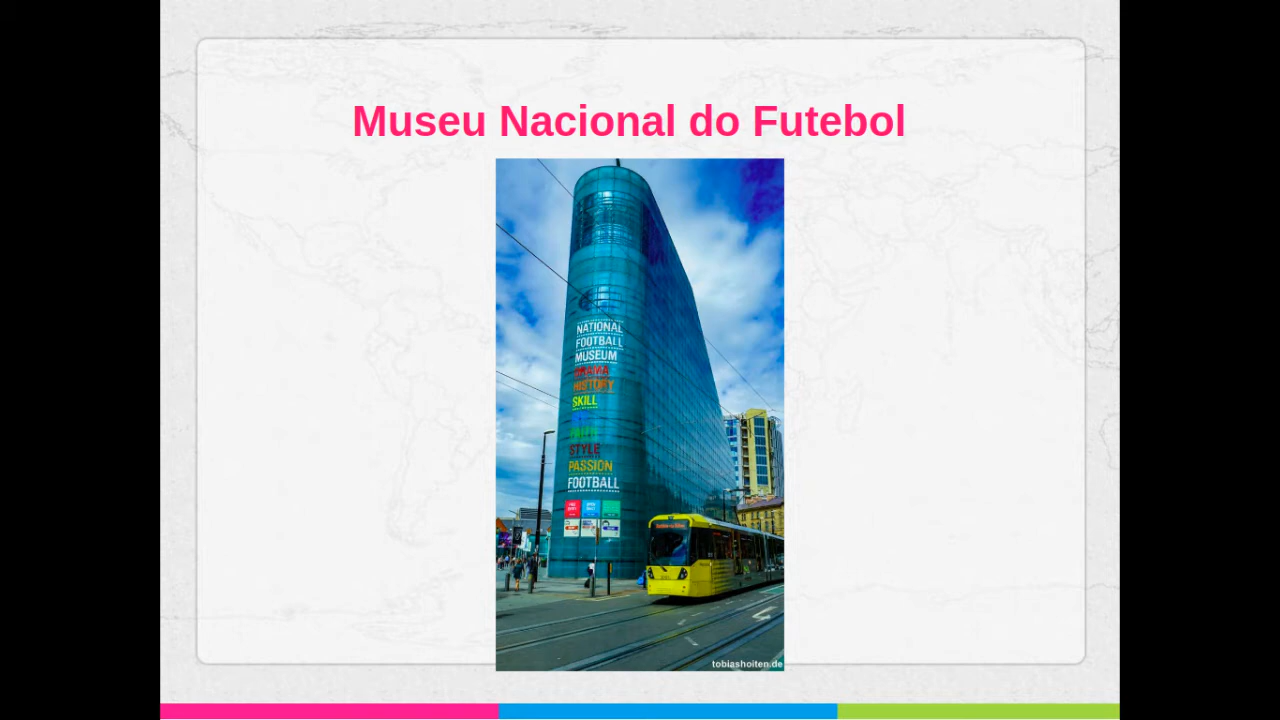 Museu Nacional do Futebol
NATIONAL
FOOTBALL
MUSEUM
DRAMA
HISTORY
SKILL
STYLE
PASSION
FOOTBALL
tobiashoiten.de